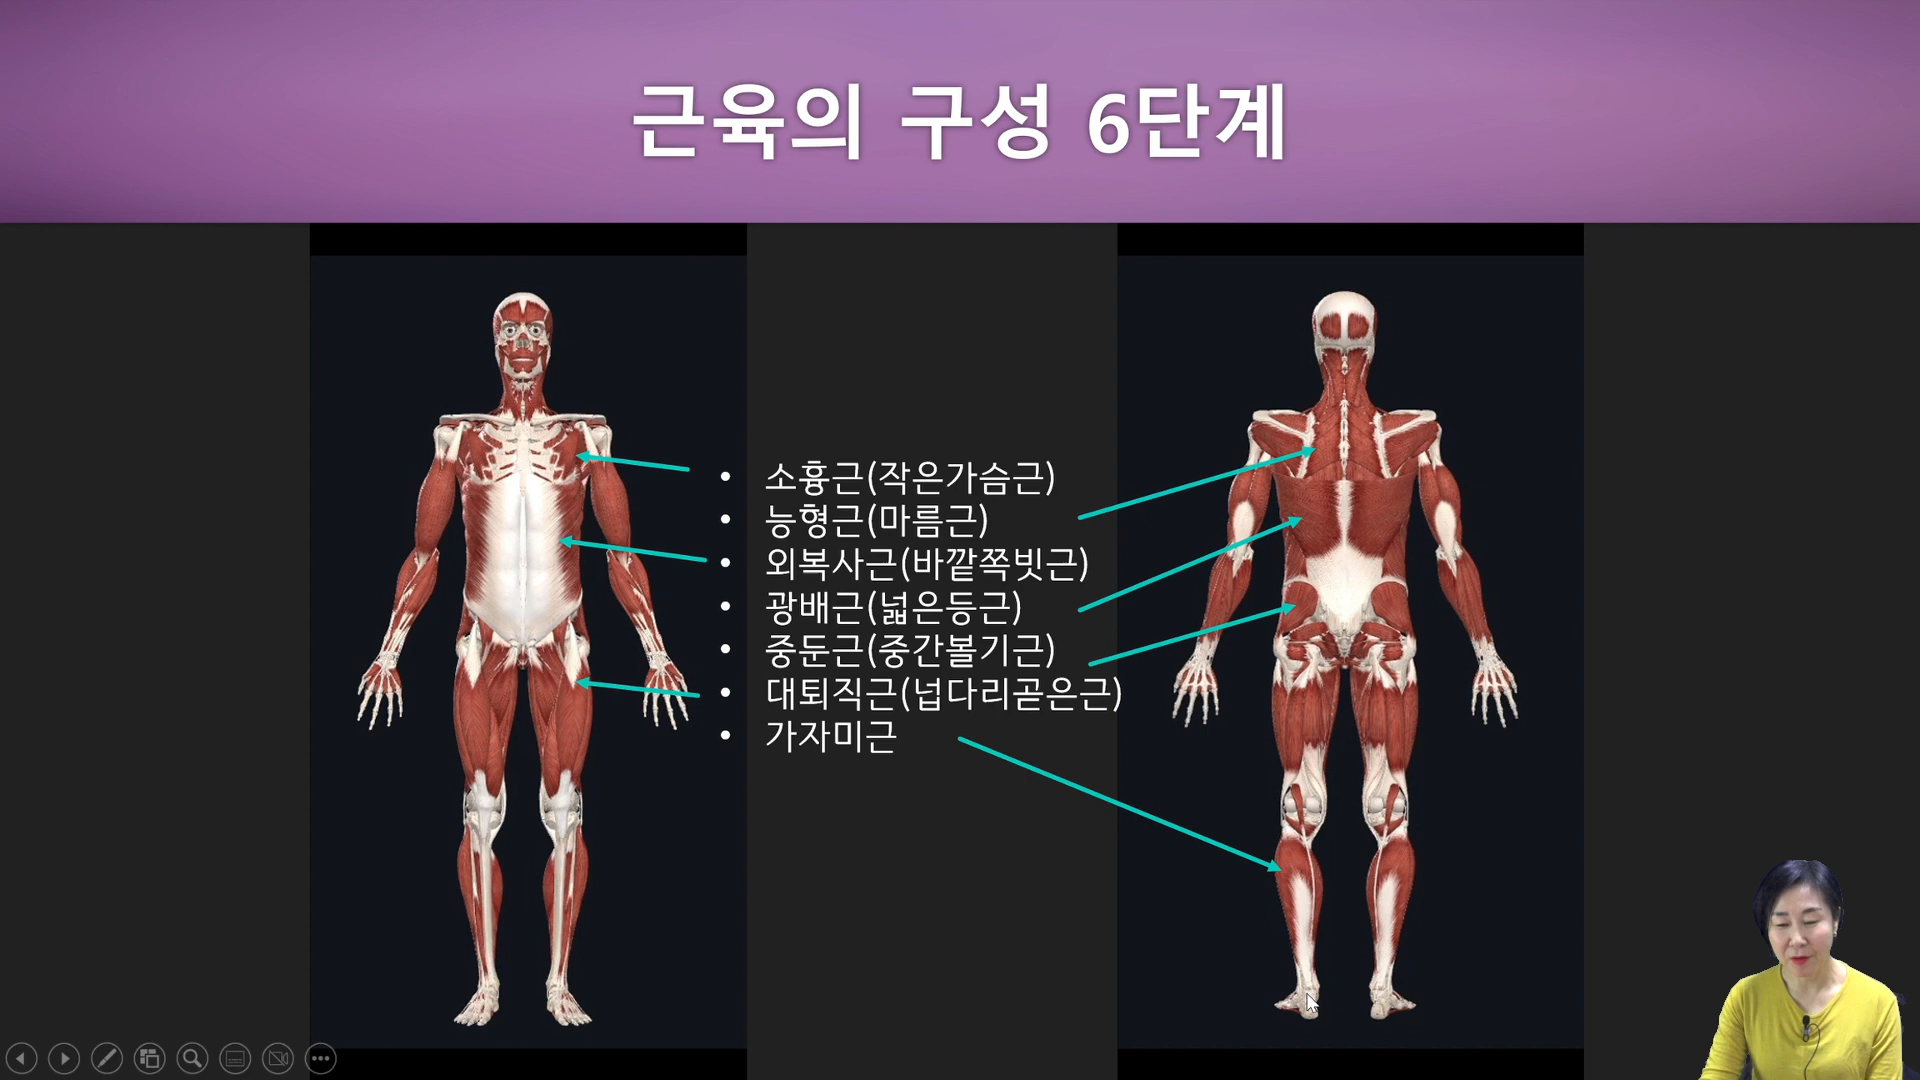 근육의 구성 6단계
• 소흉근(작은가슴근)
• 능형근(마름근)
• 외복사근(바깥쪽빗근)
• 광배근(넓은등근)
• 중둔근(중간볼기근)
• 대퇴직근(넙다리곧은근)
• 가자미근